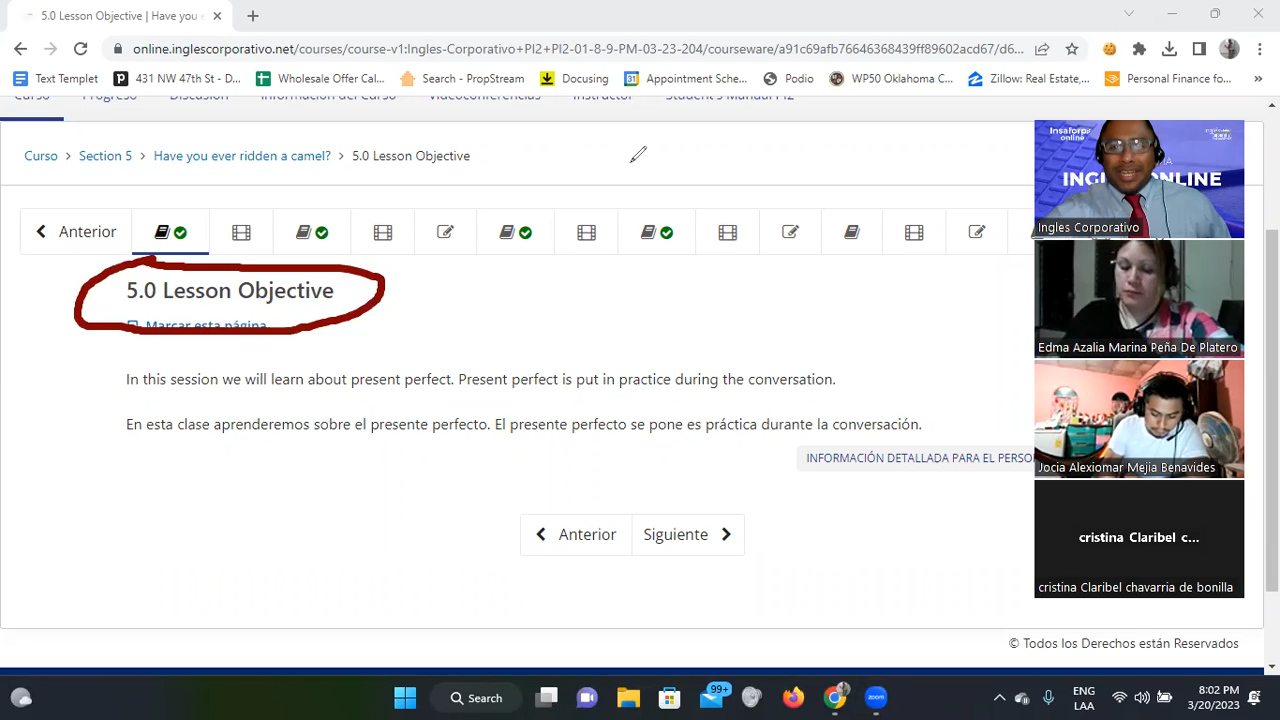 5.0 Lesson Objective | Have you e
online.inglescorporativo.net/courses/course-v1:Ingles-Corporativo+PI2+PI2-01-8-9-PM-03-23-204/courseware/a91c69afb76646368439ff89602acd67/d6...
Text Templet
431 NW 47th St - D...
Wholesale Offer Cal...
Search - PropStream
Docusing
Appointment Sche...
Podio
WP50 Oklahoma C...
Zillow: Real Estate,...
Personal Finance fo...
»
Curso Progreso Discusión Información del Curso Videoconferencias Instructor Student's Manual PI2
Curso > Section 5 > Have you ever ridden a camel? > 5.0 Lesson Objective
Anterior
5.0 Lesson Objective
Marcar esta página
In this session we will learn about present perfect. Present perfect is put in practice during the conversation.
En esta clase aprenderemos sobre el presente perfecto. El presente perfecto se pone es práctica durante la conversación.
INFORMACIÓN DETALLADA PARA EL PERSO
Anterior Siguiente
Insaforp
online
INGL ONLINE
Ingles Corporativo
Edma Azalia Marina Peña De Platero
Jocia Alexiomar Mejia Benavides
cristina Claribel c...
cristina Claribel chavarria de bonilla
© Todos los Derechos están Reservados
Search
99+
ENG
LAA
8:02 PM
3/20/2023